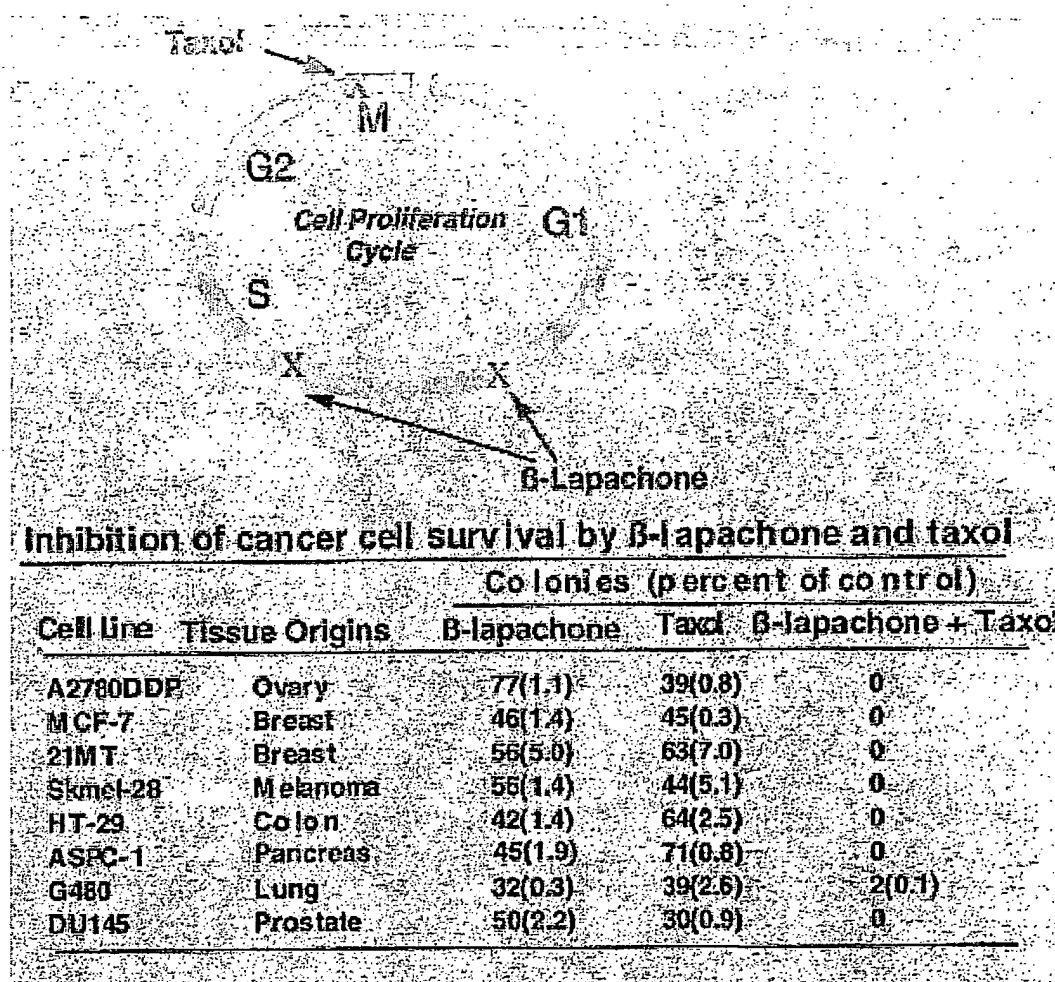 Taxol
M
G2
Cell Proliferation
Cycle
G1
S
X X
β-Lapachone
Inhibition of cancer cell survival by β-lapachone and taxol
Colonies (percent of control)
Cell Line Tissue Origins β-lapachone Taxol β-lapachone + Taxol
A2780DDP Ovary 77(1.1) 39(0.8) 0
MCF-7 Breast 46(1.4) 45(0.3) 0
21MT Breast 56(5.0) 63(7.0) 0
Skmel-28 Melanoma 56(1.4) 44(5.1) 0
HT-29 Colon 42(1.4) 64(2.5) 0
ASPC-1 Pancreas 45(1.9) 71(0.8) 0
G480 Lung 32(0.3) 39(2.6) 2(0.1)
DU145 Prostate 50(2.2) 30(0.9) 0